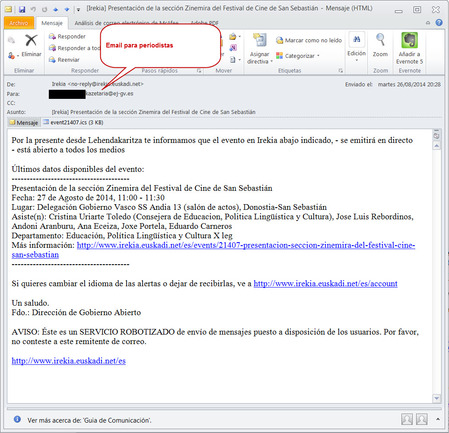 [Irekia] Presentación de la sección Zinemira del Festival de Cine de San Sebastián - Mensaje (HTML)
Archivo Mensaje Análisis de correo electrónico de McAfee Adobe PDF
Email para periodistas
Eliminar
Responder
Responder a
Reenviar
Asignar directiva
Marcar como no leído
Categorizar
Edición
Zoom
Añadir a Evernote 5
Eliminar Responder Pasos rápidos Mover Etiquetas Zoom Evernote
De: Irekia <no-reply@irekia.euskadi.net> Enviado el: martes 26/08/2014 20:28
Para: kazetaria@ej-gv.es
CC:
Asunto: [Irekia] Presentación de la sección Zinemira del Festival de Cine de San Sebastián
Mensaje event21407.ics (3 KB)
Por la presente desde Lehendakaritza te informamos que el evento en Irekia abajo indicado, - se emitirá en directo
- está abierto a todos los medios
Últimos datos disponibles del evento:
----------------------------------------
Presentación de la sección Zinemira del Festival de Cine de San Sebastián
Fecha: 27 de Agosto de 2014, 11:00 - 11:30
Lugar: Delegación Gobierno Vasco SS Andia 13 (salón de actos), Donostia-San Sebastián
Asiste(n): Cristina Uriarte Toledo (Consejera de Educacion, Politica Lingüística y Cultura), Jose Luis Rebordinos,
Andoni Aranburu, Ana Eceiza, Joxe Portela, Eduardo Carneros
Departamento: Educación, Política Lingüística y Cultura X leg
Más información: http://www.irekia.euskadi.net/es/events/21407-presentacion-seccion-zinemira-del-festival-cine-
san-sebastian
----------------------------------------
Si quieres cambiar el idioma de las alertas o dejar de recibirlas, ve a http://www.irekia.euskadi.net/es/account
Un saludo.
Fdo.: Dirección de Gobierno Abierto
AVISO: Éste es un SERVICIO ROBOTIZADO de envío de mensajes puesto a disposición de los usuarios. Por favor,
no conteste a este remitente de correo.
http://www.irekia.euskadi.net/es
Ver más acerca de: 'Guia de Comunicación'.